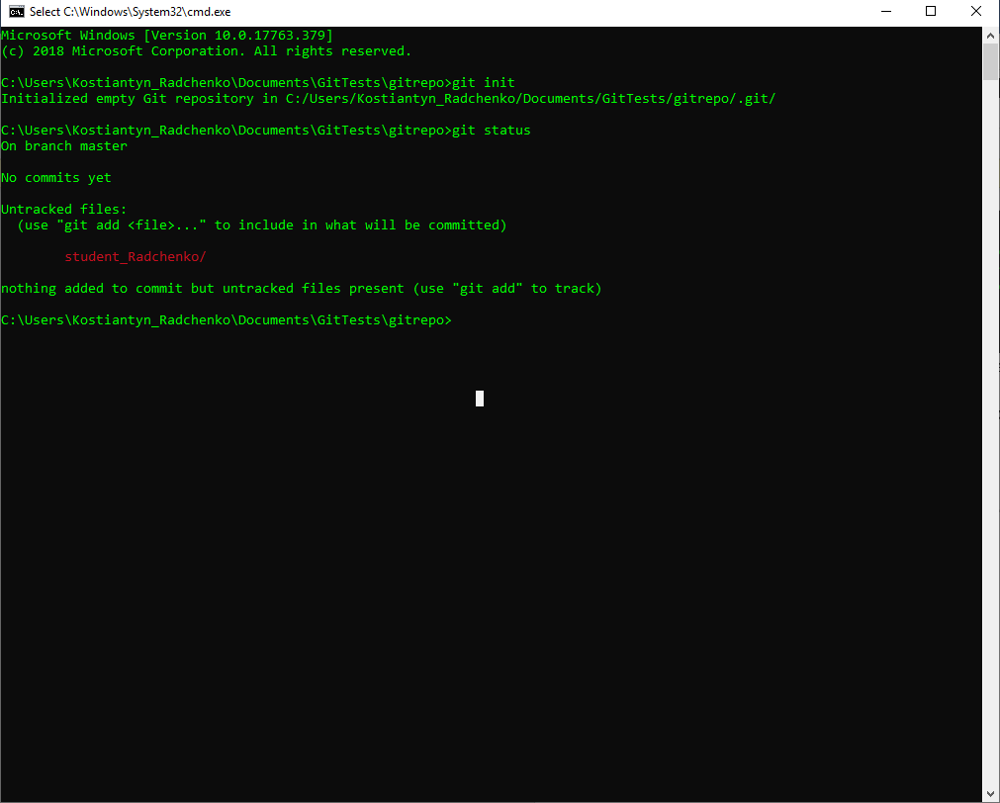 Select C:\Windows\System32\cmd.exe
Microsoft Windows [Version 10.0.17763.379]
(c) 2018 Microsoft Corporation. All rights reserved.
C:\Users\Kostiantyn_Radchenko\Documents\GitTests\gitrepo>git init
Initialized empty Git repository in C:/Users/Kostiantyn_Radchenko/Documents/GitTests/gitrepo/.git/
C:\Users\Kostiantyn_Radchenko\Documents\GitTests\gitrepo>git status
On branch master
No commits yet
Untracked files:
  (use "git add <file>..." to include in what will be committed)
        student_Radchenko/
nothing added to commit but untracked files present (use "git add" to track)
C:\Users\Kostiantyn_Radchenko\Documents\GitTests\gitrepo>